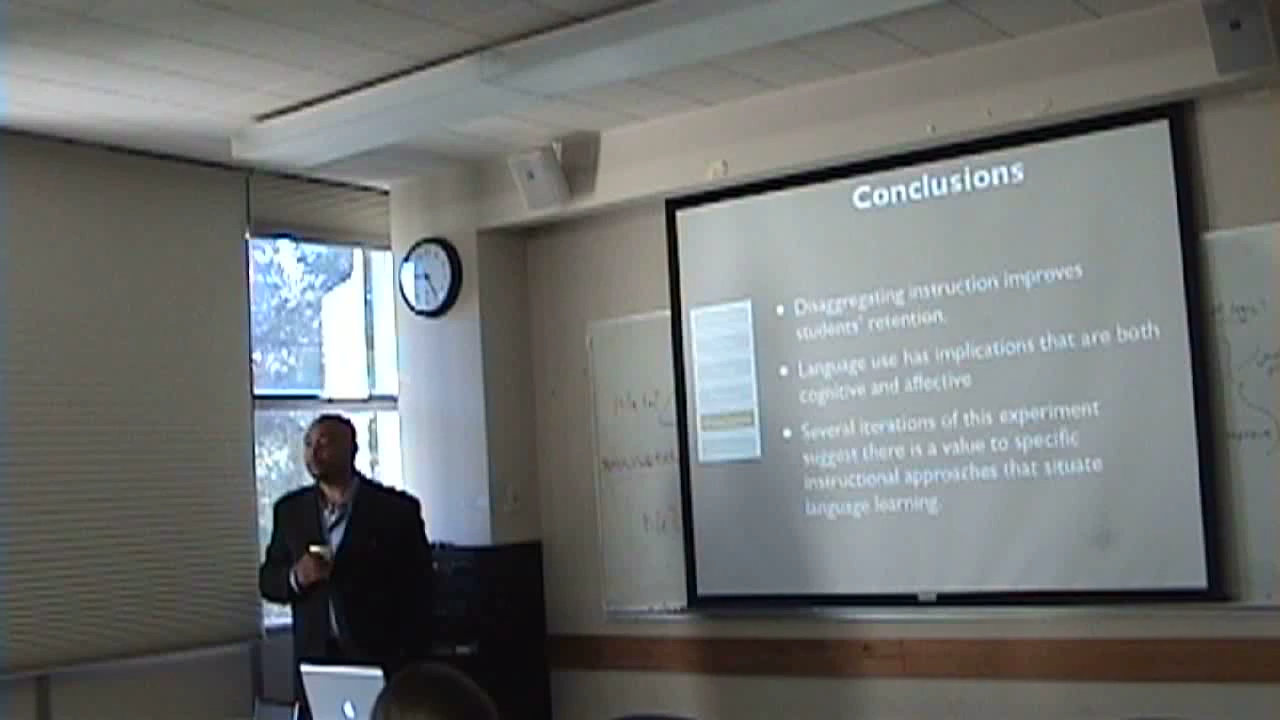 Conclusions
• Disaggregating instruction improves
students' retention.
• Language use has implications that are both
cognitive and affective
• Several iterations of this experiment
suggest there is a value to specific
instructional approaches that situate
language learning.